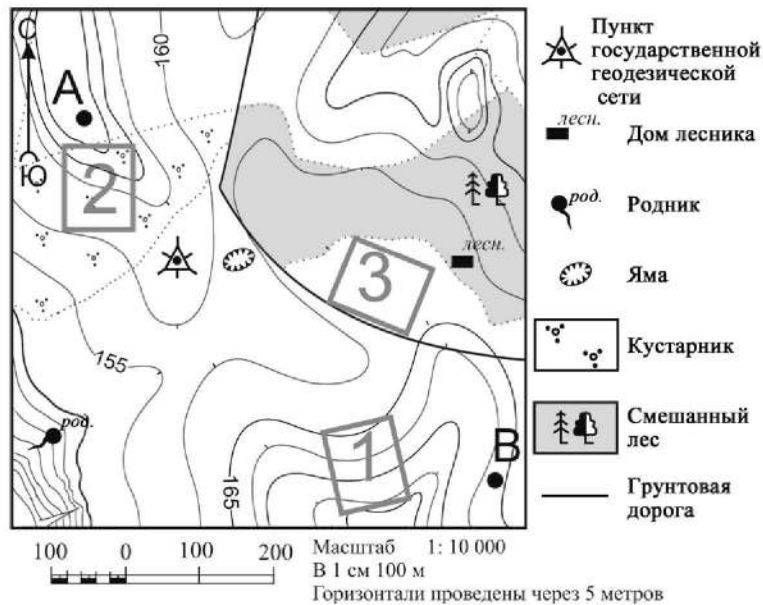 С
Ю
А
2
160
155
165
лесн.
3
род.
1
В
Пункт
государственной
геодезической
сети
лесн.
Дом лесника
род.
Родник
Яма
Кустарник
Смешанный
лес
Грунтовая
дорога
100 0 100 200
Масштаб 1: 10 000
В 1 см 100 м
Горизонтали проведены через 5 метров